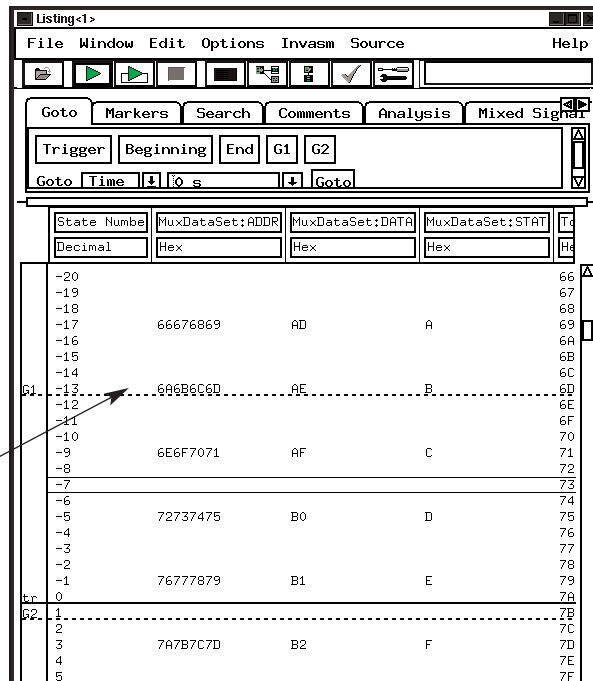 Listing<1>
File Window Edit Options Invasm Source Help
Goto Markers Search Comments Analysis Mixed Signal
Trigger Beginning End G1 G2
Goto Time 0 s Goto
State Numbe MuxDataSet:ADDR MuxDataSet:DATA MuxDataSet:STAT
Decimal Hex Hex Hex
-20 66
-19 67
-18 68
-17 66676869 AD A 69
-16 6A
-15 6B
-14 6C
G1 -13 6A6B6C6D AE B 6D
-12 6E
-11 6F
-10 70
-9 6E6F7071 AF C 71
-8 72
-7 73
-6 74
-5 72737475 B0 D 75
-4 76
-3 77
-2 78
-1 76777879 B1 E 79
tr 0 7A
G2 1 7B
2 7C
3 7A7B7C7D B2 F 7D
4 7E
5 7F